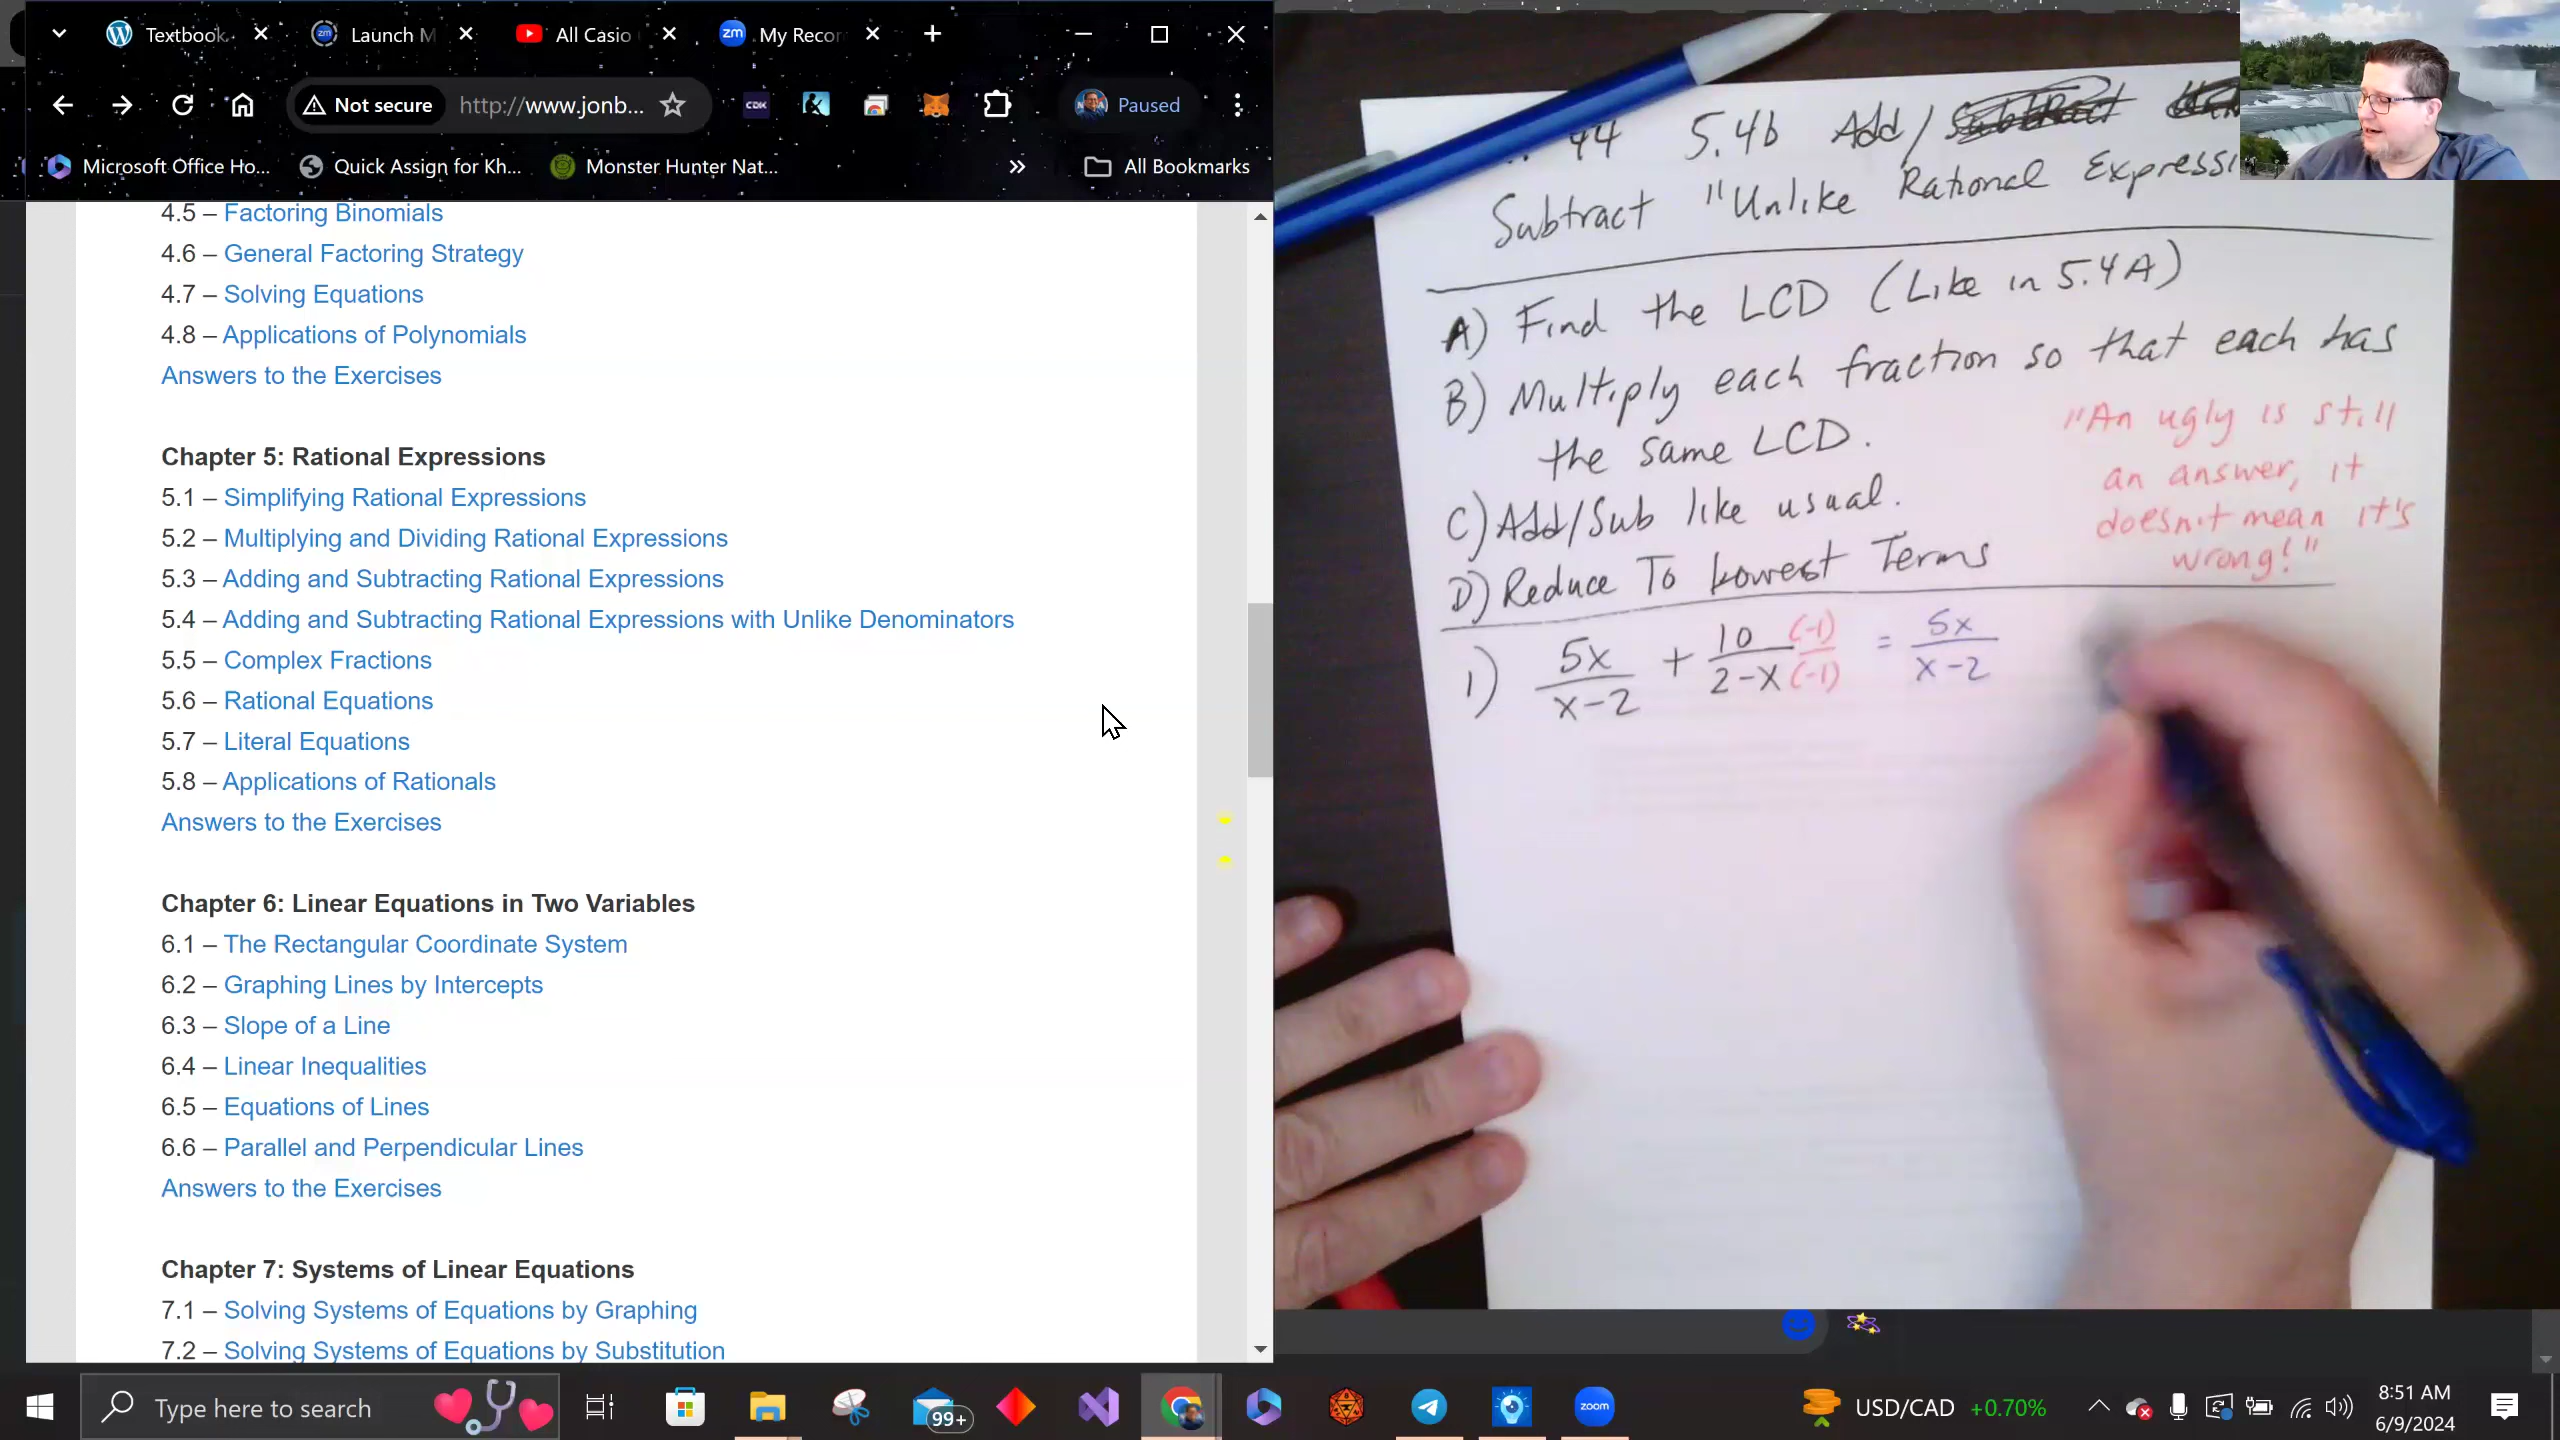 Textbook
Launch M
All Casio
My Recor
Not secure
http://www.jonb...
Paused
Microsoft Office Ho...
Quick Assign for Kh...
Monster Hunter Nat...
All Bookmarks
4.5 – Factoring Binomials
4.6 – General Factoring Strategy
4.7 – Solving Equations
4.8 – Applications of Polynomials
Answers to the Exercises
Chapter 5: Rational Expressions
5.1 – Simplifying Rational Expressions
5.2 – Multiplying and Dividing Rational Expressions
5.3 – Adding and Subtracting Rational Expressions
5.4 – Adding and Subtracting Rational Expressions with Unlike Denominators
5.5 – Complex Fractions
5.6 – Rational Equations
5.7 – Literal Equations
5.8 – Applications of Rationals
Answers to the Exercises
Chapter 6: Linear Equations in Two Variables
6.1 – The Rectangular Coordinate System
6.2 – Graphing Lines by Intercepts
6.3 – Slope of a Line
6.4 – Linear Inequalities
6.5 – Equations of Lines
6.6 – Parallel and Perpendicular Lines
Answers to the Exercises
Chapter 7: Systems of Linear Equations
7.1 – Solving Systems of Equations by Graphing
7.2 – Solving Systems of Equations by Substitution
44 5.4b Add/
Subtract "Unlike Rational Expressi
A) Find the LCD (Like in 5.4A)
B) Multiply each fraction so that each has
the same LCD.
C) Add/Sub like usual.
D) Reduce To Lowest Terms
"An ugly is still
an answer, it
doesn't mean it's
wrong!"
1) 5x/(x-2) + 10(-1)/2-x(-1) = 5x/(x-2)
Type here to search
99+
zoom
USD/CAD +0.70%
8:51 AM
6/9/2024